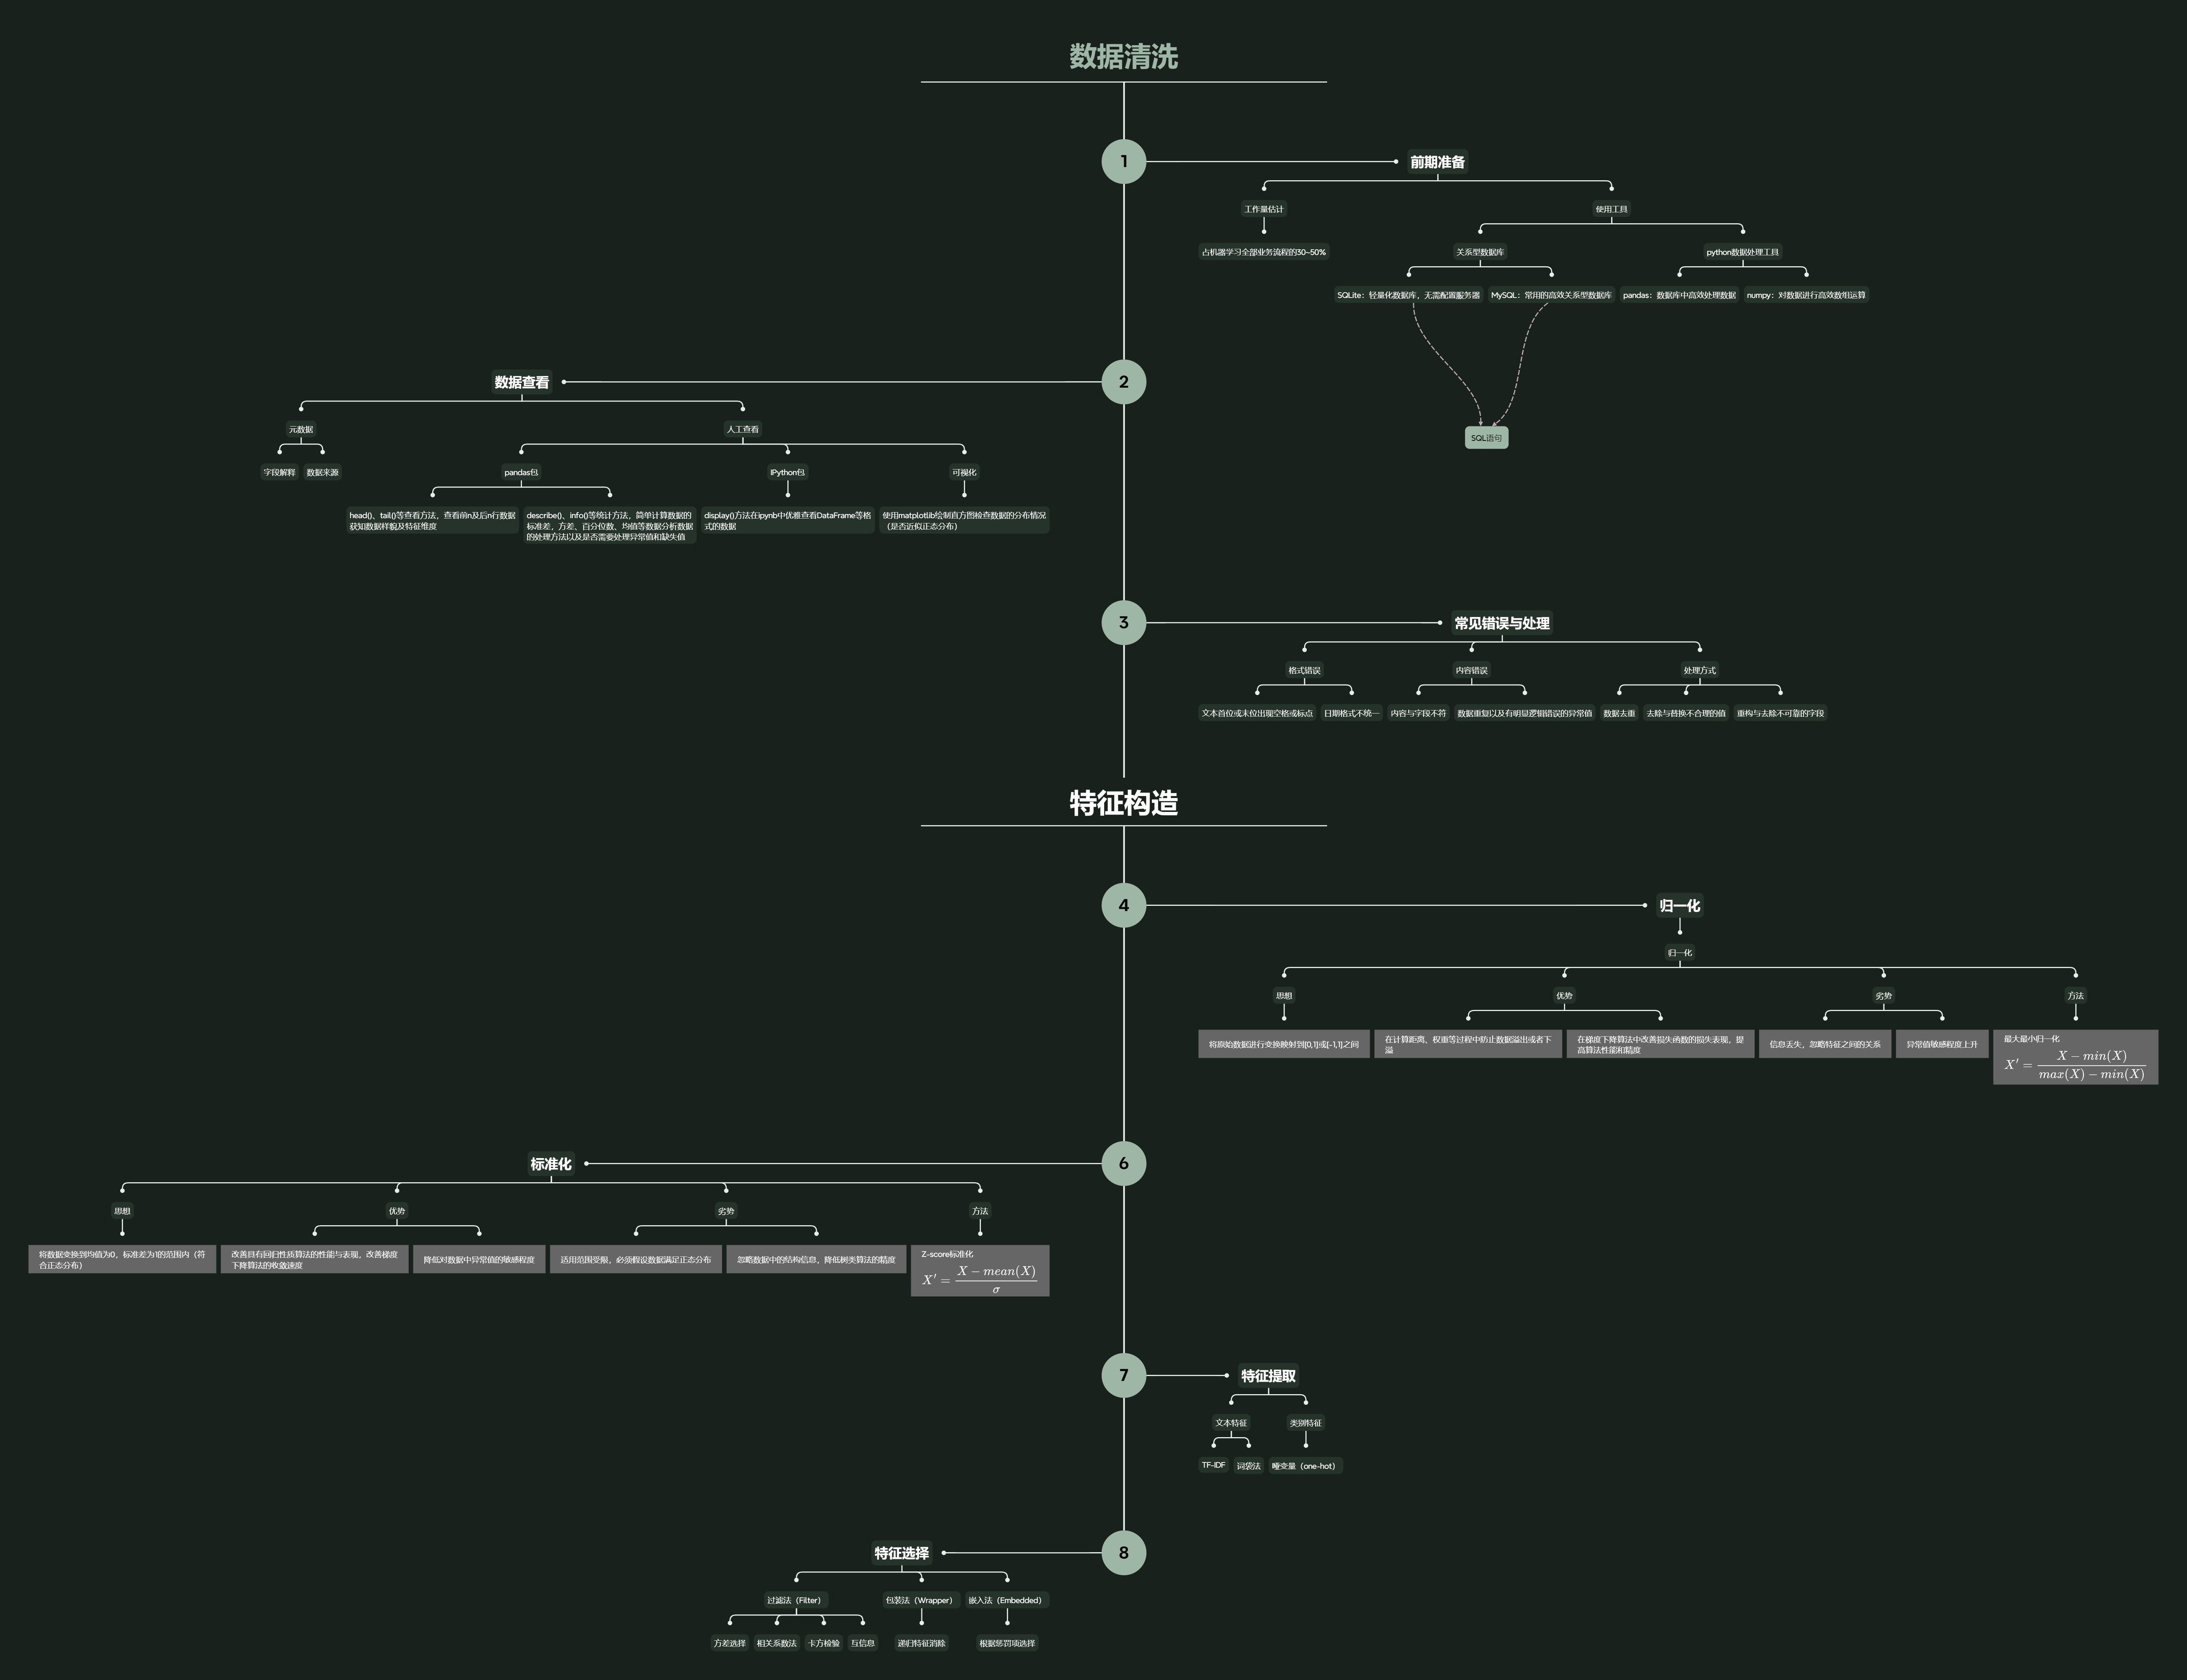 数据清洗
1
前期准备
工作量估计
使用工具
占机器学习全部业务流程的30~50%
关系型数据库
python数据处理工具
SQLite：轻量化数据库，无需配置服务器
MySQL：常用的高效关系型数据库
pandas：数据库中高效处理数据
numpy：对数据进行高效数组运算
SQL语句
2
数据查看
元数据
人工查看
字段解释
数据来源
pandas包
IPython包
可视化
head()、tail()等查看方法，查看前n及后n行数据
获知数据样貌及特征维度
describe()、info()等统计方法，简单计算数据的
标准差，方差、百分位数、均值等数据分析数据
的处理方法以及是否需要处理异常值和缺失值
display()方法在ipynb中优雅查看DataFrame等格
式的数据
使用matplotlib绘制直方图检查数据的分布情况
（是否近似正态分布）
3
常见错误与处理
格式错误
内容错误
处理方式
文本首位或末位出现空格或标点
日期格式不统一
内容与字段不符
数据重复以及有明显逻辑错误的异常值
数据去重
去除与替换不合理的值
重构与去除不可靠的字段
特征构造
4
归一化
归一化
思想
优势
劣势
方法
将原始数据进行变换映射到[0,1]或[-1,1]之间
在计算距离、权重等过程中防止数据溢出或者下
溢
在梯度下降算法中改善损失函数的损失表现，提
高算法性能和精度
信息丢失，忽略特征之间的关系
异常值敏感程度上升
最大最小归一化
X′ = (X − min(X)) / (max(X) − min(X))
6
标准化
思想
优势
劣势
方法
将数据变换到均值为0，标准差为1的范围内（符
合正态分布）
改善具有回归性质算法的性能与表现，改善梯度
下降算法的收敛速度
降低对数据中异常值的敏感程度
适用范围受限，必须假设数据满足正态分布
忽略数据中的结构信息，降低树类算法的精度
Z-score标准化
X′ = (X − mean(X)) / σ
7
特征提取
文本特征
类别特征
TF-IDF
词袋法
哑变量（one-hot）
8
特征选择
过滤法（Filter）
包装法（Wrapper）
嵌入法（Embedded）
方差选择
相关系数法
卡方检验
互信息
递归特征消除
根据惩罚项选择